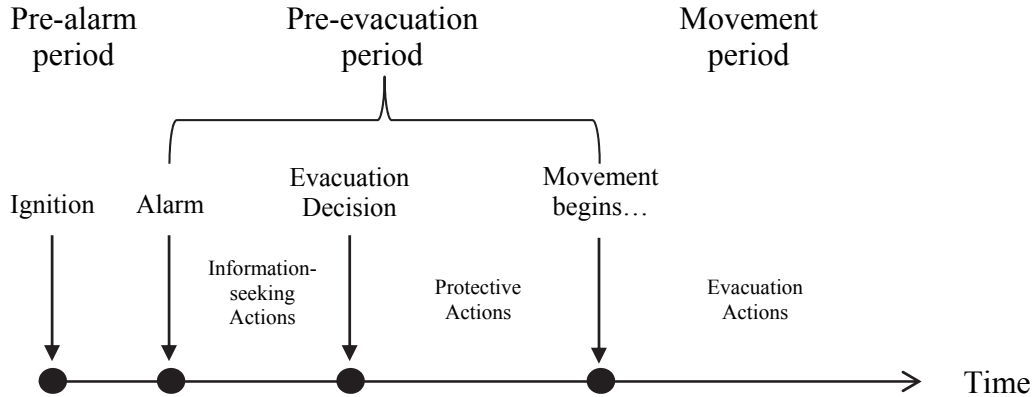 Pre-alarm
period
Pre-evacuation
period
Movement
period
Ignition
Alarm
Evacuation
Decision
Movement
begins…
Information-
seeking
Actions
Protective
Actions
Evacuation
Actions
Time